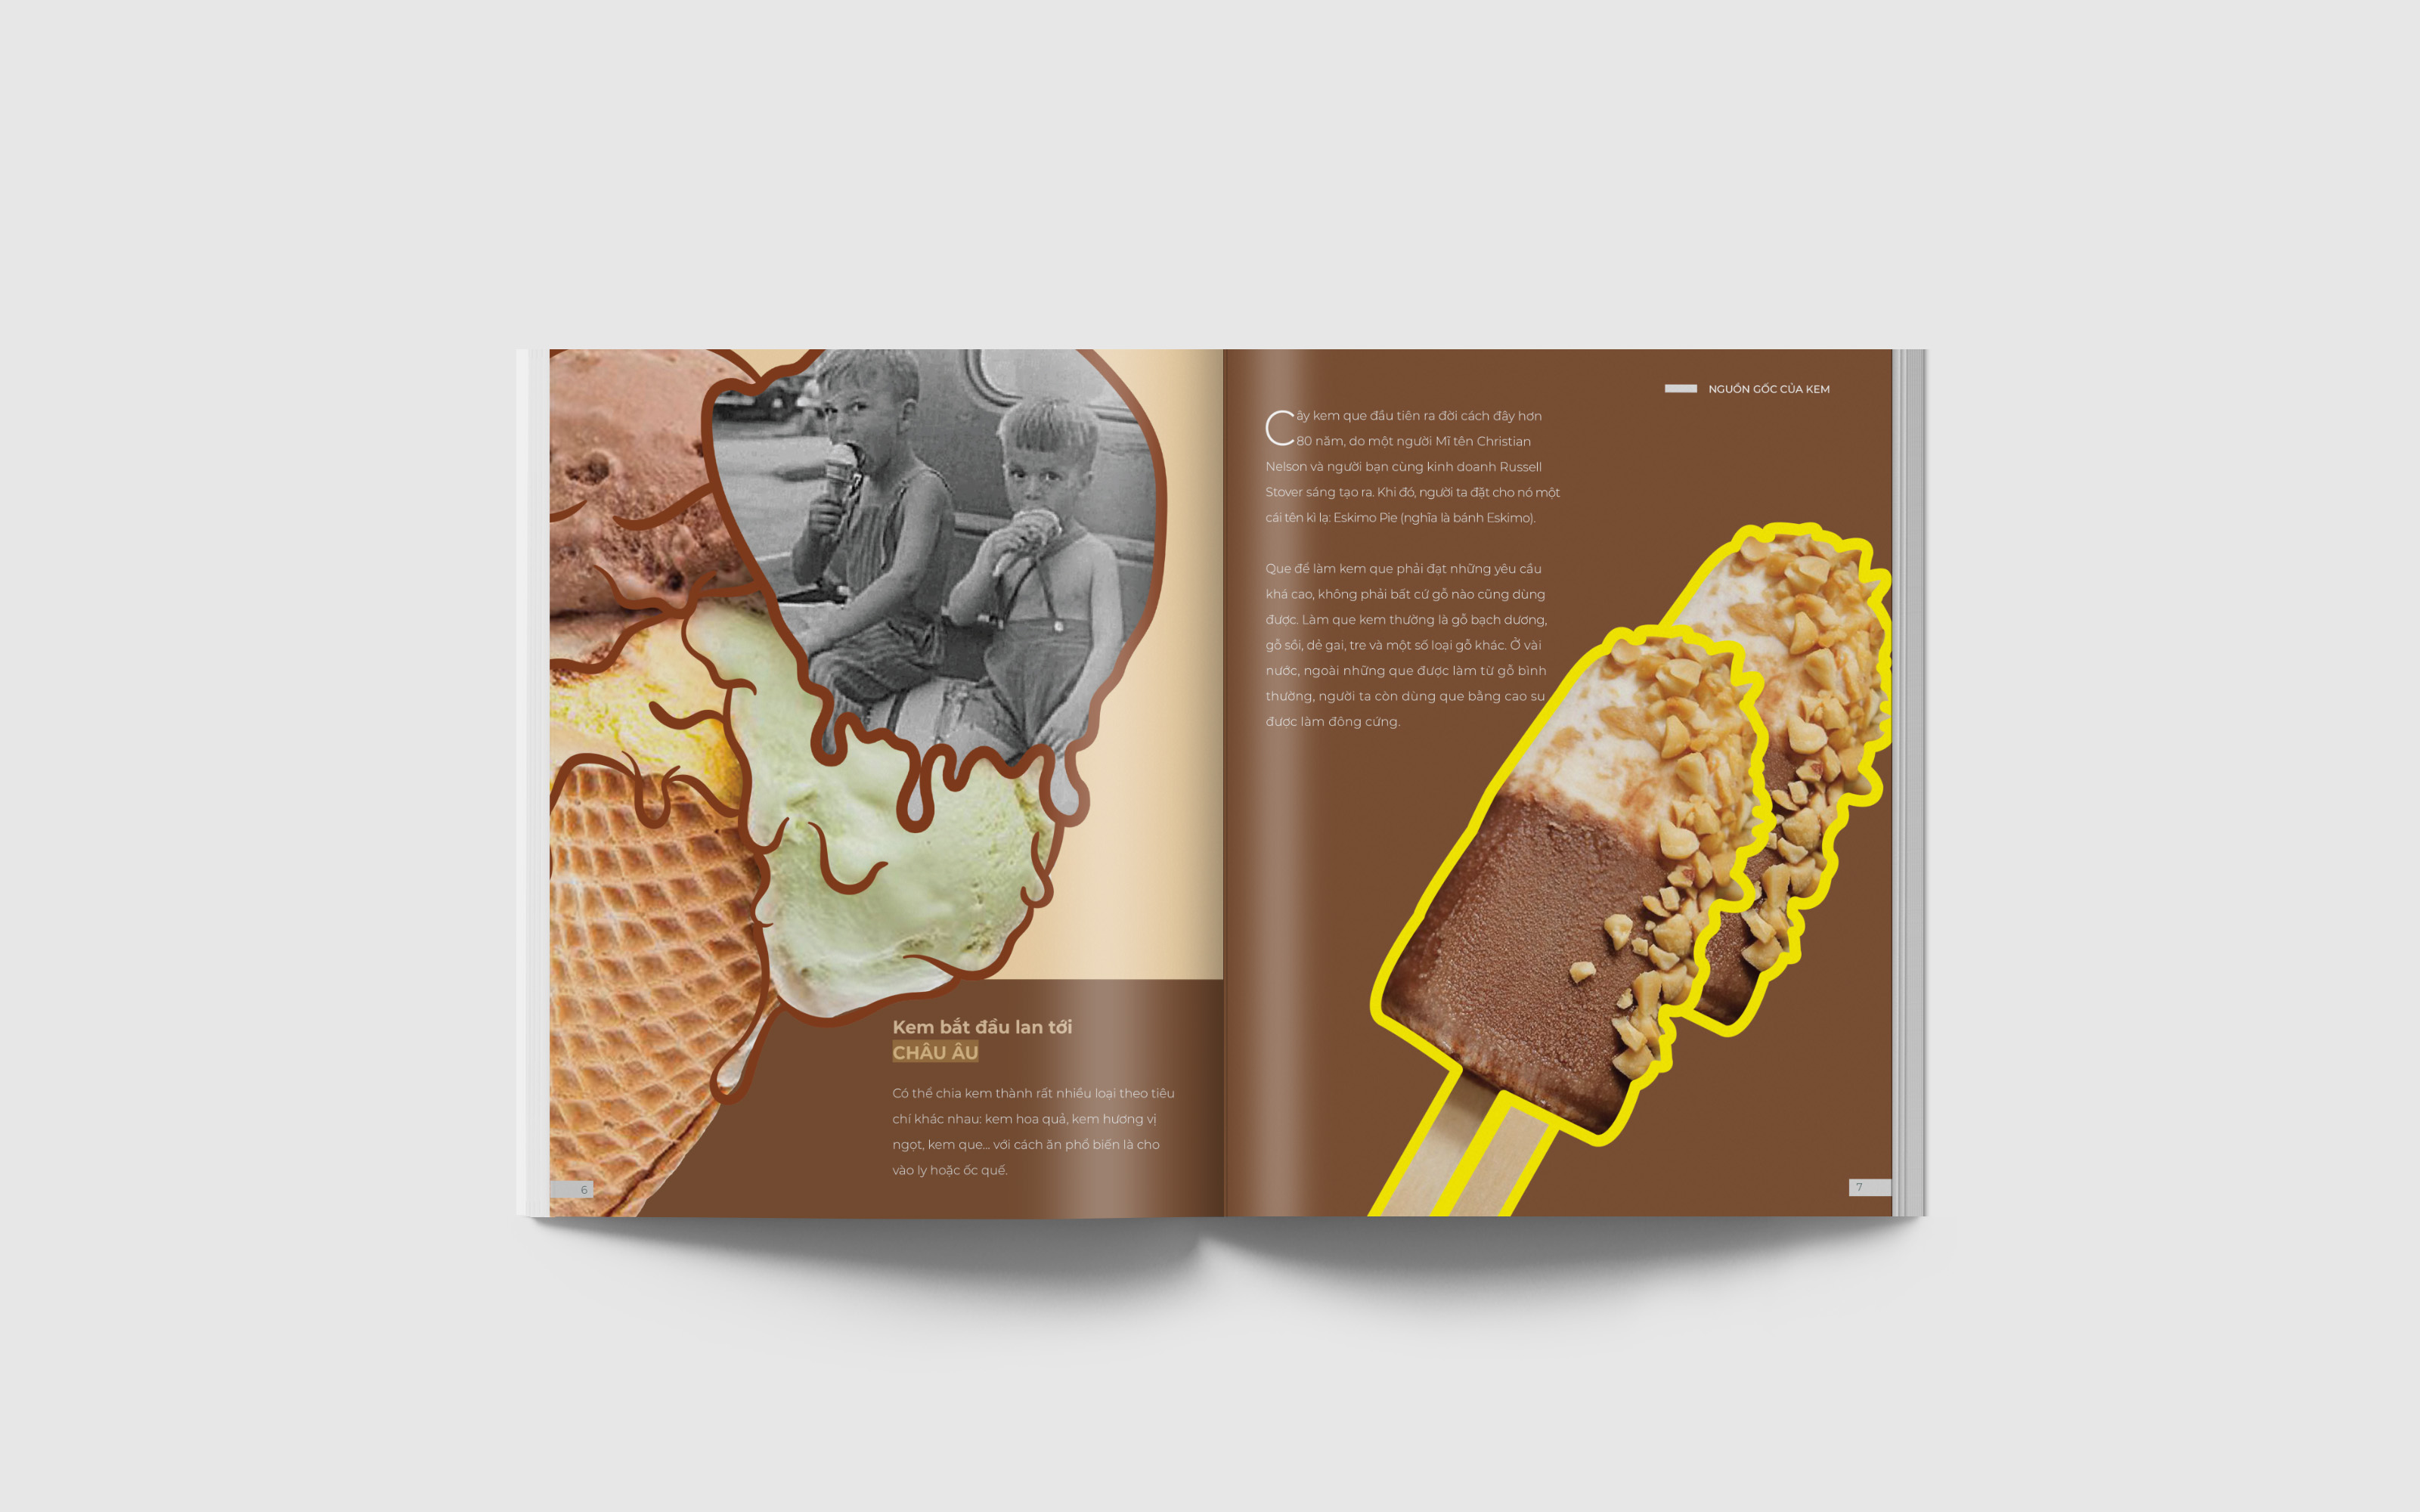 Kem bắt đầu lan tới
CHÂU ÂU
Có thể chia kem thành rất nhiều loại theo tiêu
chí khác nhau: kem hoa quả, kem hương vị
ngọt, kem que... với cách ăn phổ biến là cho
vào ly hoặc ốc quế.
6
NGUỒN GỐC CỦA KEM
Cây kem que đầu tiên ra đời cách đây hơn
80 năm, do một người Mĩ tên Christian
Nelson và người bạn cùng kinh doanh Russell
Stover sáng tạo ra. Khi đó, người ta đặt cho nó một
cái tên kì lạ: Eskimo Pie (nghĩa là bánh Eskimo).
Que để làm kem que phải đạt những yêu cầu
khá cao, không phải bất cứ gỗ nào cũng dùng
được. Làm que kem thường là gỗ bạch dương,
gỗ sồi, dẻ gai, tre và một số loại gỗ khác. Ở vài
nước, ngoài những que được làm từ gỗ bình
thường, người ta còn dùng que bằng cao su
được làm đông cứng.
7